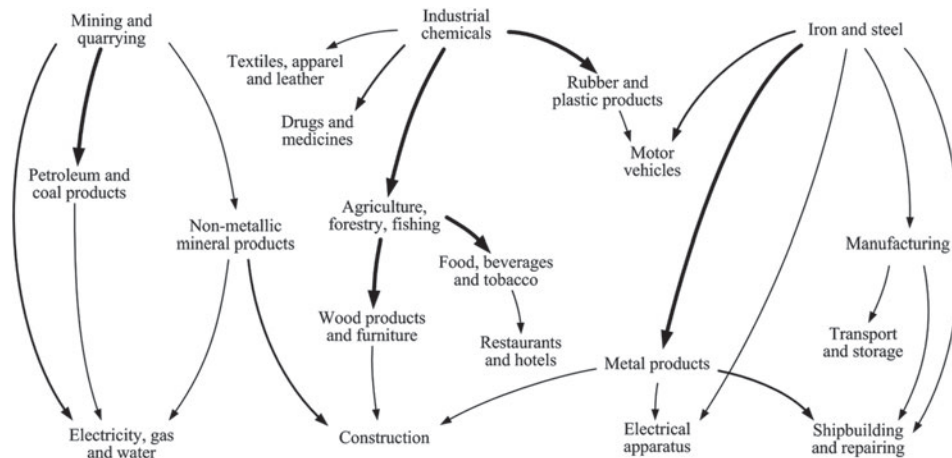 Mining and
quarrying
Industrial
chemicals
Iron and steel
Textiles, apparel
and leather
Rubber and
plastic products
Drugs and
medicines
Motor
vehicles
Petroleum and
coal products
Agriculture,
forestry, fishing
Non-metallic
mineral products
Manufacturing
Food, beverages
and tobacco
Wood products
and furniture
Transport
and storage
Restaurants
and hotels
Metal products
Electricity, gas
and water
Construction
Electrical
apparatus
Shipbuilding
and repairing